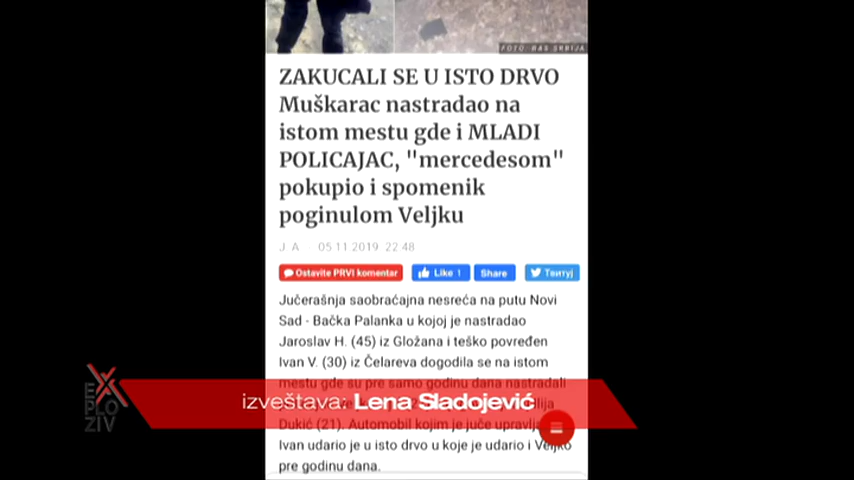 FOTO: RAS SRBIJA
ZAKUCALI SE U ISTO DRVO
Muškarac nastradao na
istom mestu gde i MLADI
POLICAJAC, "mercedesom"
pokupio i spomenik
poginulom Veljku
J A 05.11.2019 22:48
Ostavite PRVI komentar
Like 1
Share
Твитуј
Jučerašnja saobraćajna nesreća na putu Novi
Sad - Bačka Palanka u kojoj je nastradao
Jaroslav H. (45) iz Gložana i teško povređen
Ivan V. (30) iz Čelareva dogodila se na istom
mestu gde su pre samo godinu dana nastradali
Dukić (21). Automobil kojim je juče upravlja
Ivan udario je u isto drvo u koje je udario i Veljko
pre godinu dana.
EXPLOZIV
izveštava: Lena Sladojević